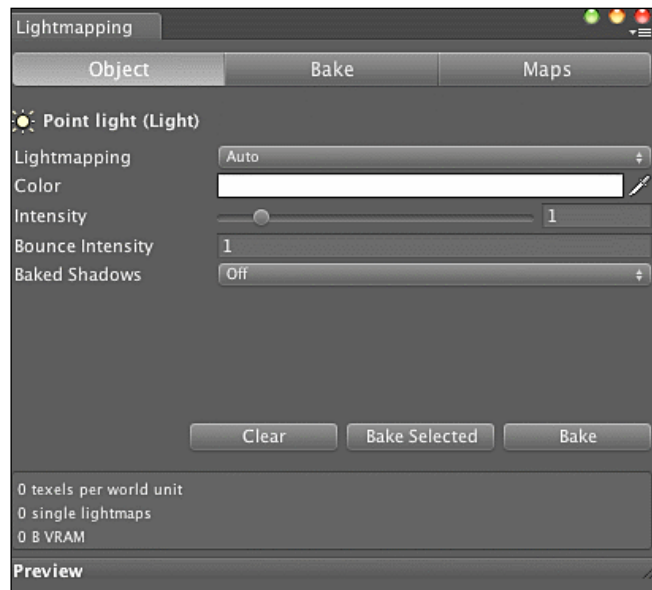 Lightmapping
Object Bake Maps
Point light (Light)
Lightmapping Auto
Color
Intensity 1
Bounce Intensity 1
Baked Shadows Off
Clear Bake Selected Bake
0 texels per world unit
0 single lightmaps
0 B VRAM
Preview